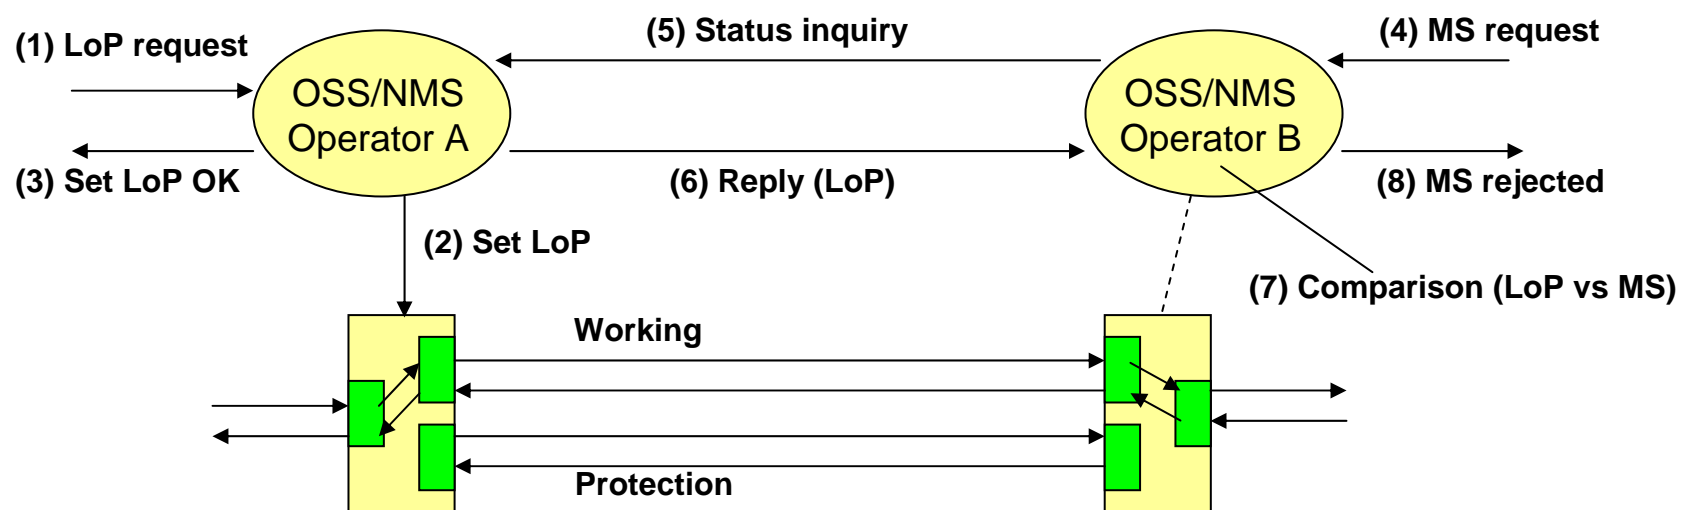 (1) LoP request
(5) Status inquiry
(4) MS request
OSS/NMS
Operator A
OSS/NMS
Operator B
(3) Set LoP OK
(6) Reply (LoP)
(8) MS rejected
(2) Set LoP
(7) Comparison (LoP vs MS)
Working
Protection